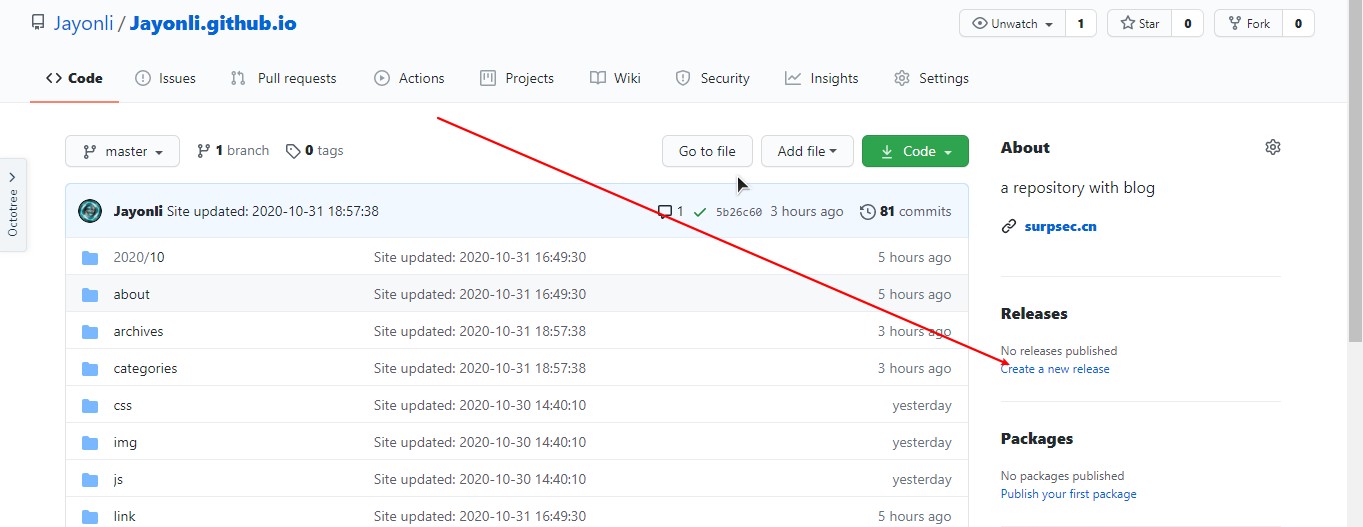 Jayonli / Jayonli.github.io
Unwatch 1 Star 0 Fork 0
Code Issues Pull requests Actions Projects Wiki Security Insights Settings
master 1 branch 0 tags Go to file Add file Code
Octotree
Jayonli Site updated: 2020-10-31 18:57:38 1 5b26c60 3 hours ago 81 commits
2020/10 Site updated: 2020-10-31 16:49:30 5 hours ago
about Site updated: 2020-10-31 16:49:30 5 hours ago
archives Site updated: 2020-10-31 18:57:38 3 hours ago
categories Site updated: 2020-10-31 18:57:38 3 hours ago
css Site updated: 2020-10-30 14:40:10 yesterday
img Site updated: 2020-10-30 14:40:10 yesterday
js Site updated: 2020-10-30 14:40:10 yesterday
link Site updated: 2020-10-31 16:49:30 5 hours ago
About
a repository with blog
surpsec.cn
Releases
No releases published
Create a new release
Packages
No packages published
Publish your first package